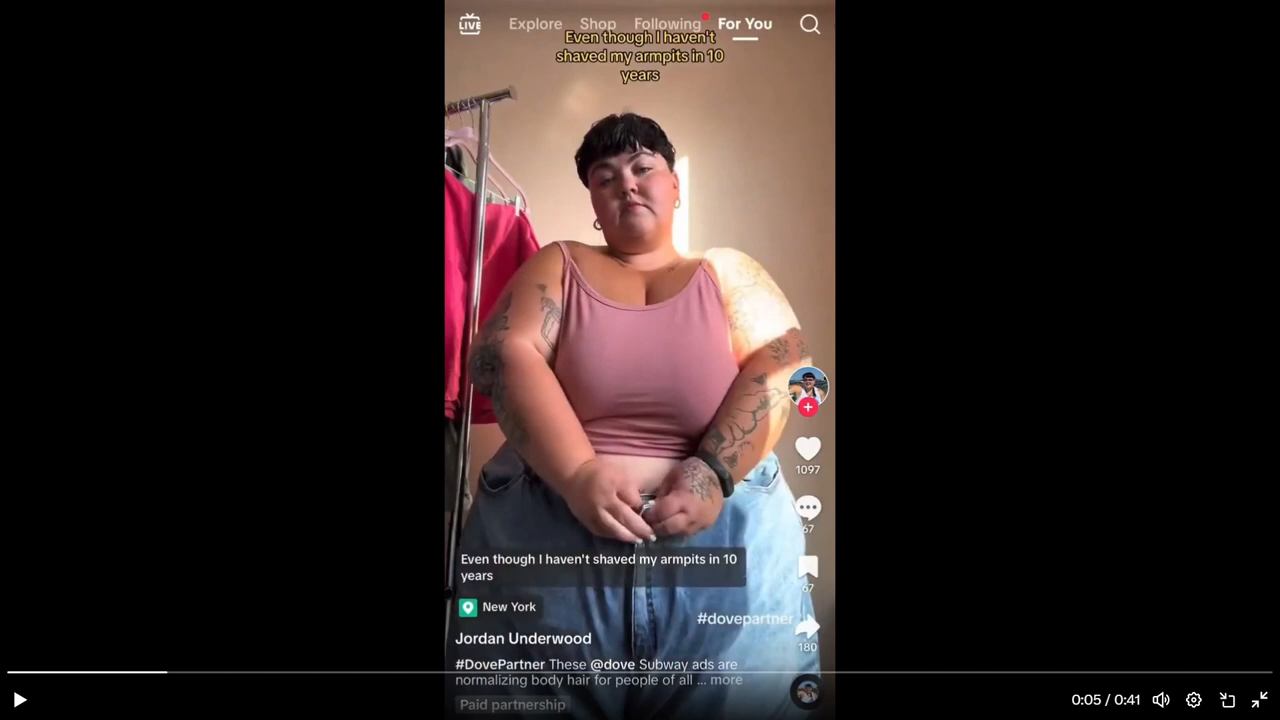 LIVE
Explore Shop Following For You
Even though I haven't
shaved my armpits in 10
years
1097
67
67
180
Even though I haven't shaved my armpits in 10
years
New York
#dovepartner
Jordan Underwood
#DovePartner These @dove Subway ads are
normalizing body hair for people of all ... more
Paid partnership
0:05 / 0:41